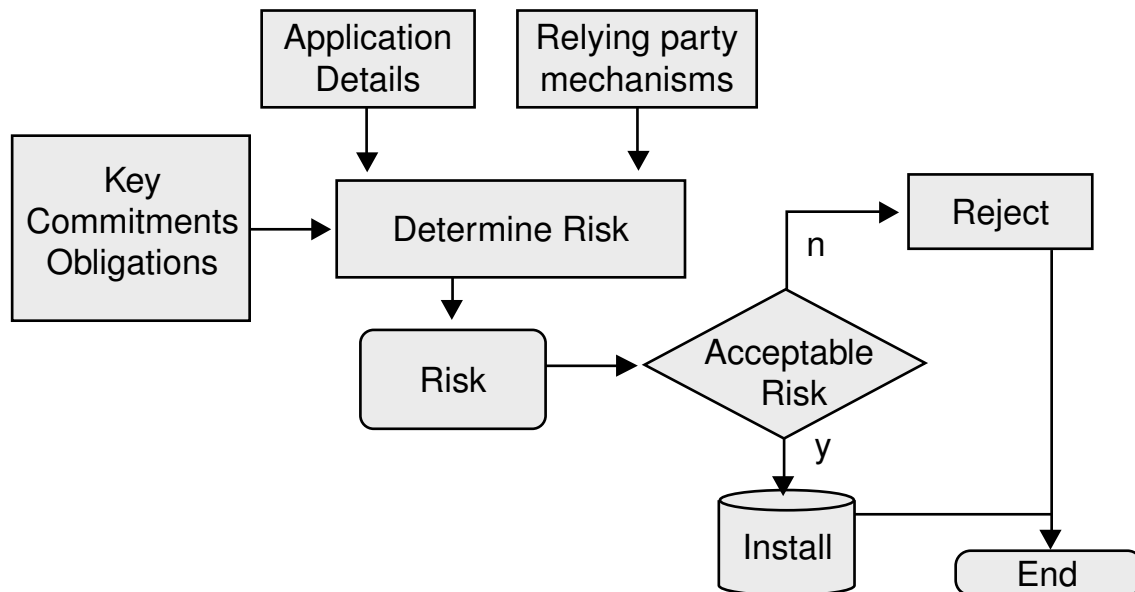 Application
Details
Relying party
mechanisms
Key
Commitments
Obligations
Determine Risk
Reject
n
Risk
Acceptable
Risk
y
Install
End